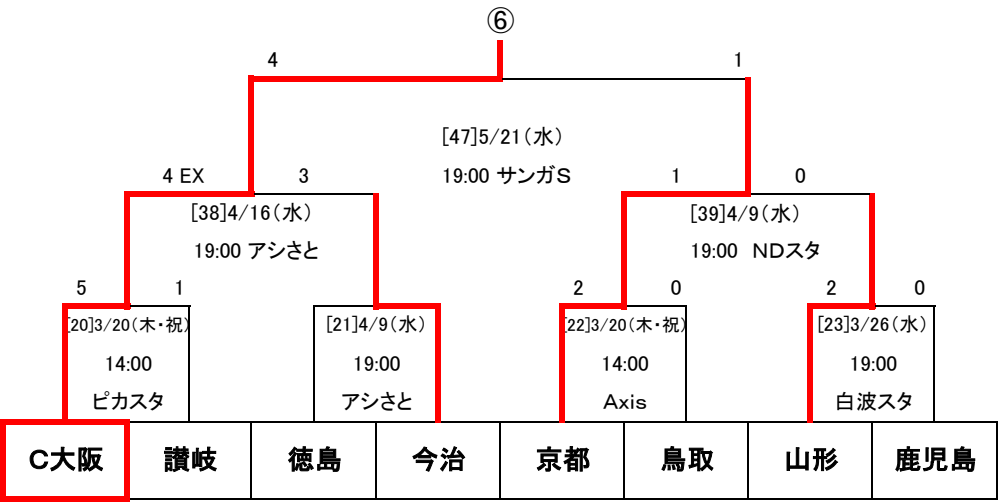 ⑥
4 1
[47]5/21(水)
19:00 サンガS
4 EX 3 1 0
[38]4/16(水) [39]4/9(水)
19:00 アシさと 19:00 NDスタ
5 1 2 0 2 0
[20]3/20(木・祝) [21]4/9(水) [22]3/20(木・祝) [23]3/26(水)
14:00 19:00 14:00 19:00
ピカスタ アシさと Axis 白波スタ
C大阪 讃岐 徳島 今治 京都 鳥取 山形 鹿児島